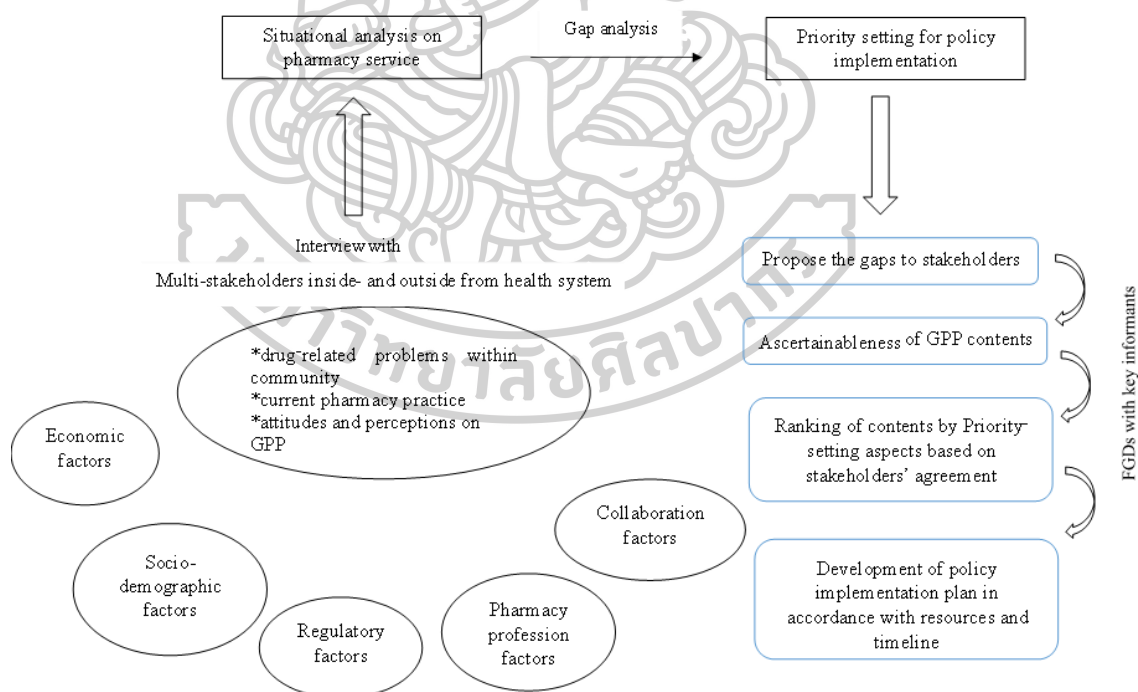 Situational analysis on
pharmacy service
Gap analysis
Priority setting for policy
implementation
Interview with
Multi-stakeholders inside- and outside from health system
*drug-related problems within
community
*current pharmacy practice
*attitudes and perceptions on
GPP
Economic
factors
Socio-
demographic
factors
Regulatory
factors
Pharmacy
profession
factors
Collaboration
factors
Propose the gaps to stakeholders
Ascertainableness of GPP contents
Ranking of contents by Priority-
setting aspects based on
stakeholders' agreement
Development of policy
implementation plan in
accordance with resources and
timeline
FGDs with key informants